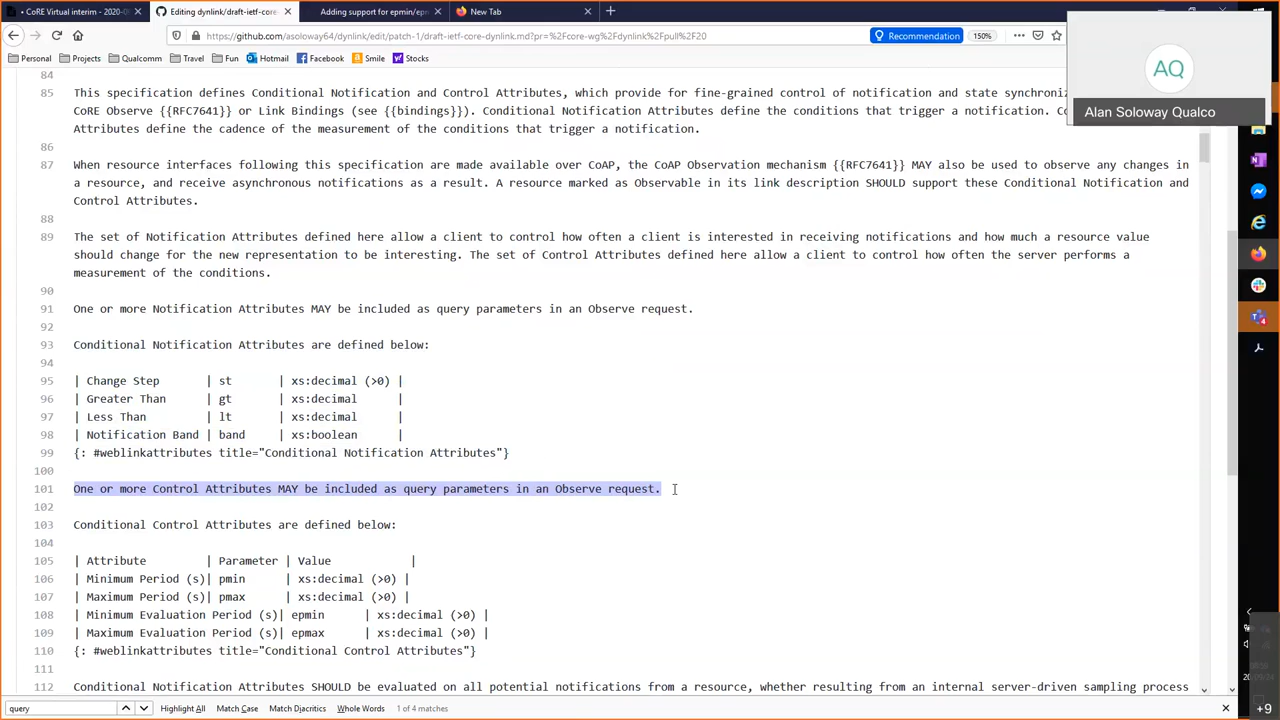 CoRE Virtual interim - 2020-0
Editing dynlink/draft-ietf-core
Adding support for epmin/ep
New Tab
https://github.com/asoloway64/dynlink/edit/patch-1/draft-ietf-core-dynlink.md?pr=%2Fcore-wg%2Fdynlink%2Fpull%2F20
Recommendation
150%
Personal
Projects
Qualcomm
Travel
Fun
Hotmail
Facebook
Smile
Stocks
AQ
Alan Soloway Qualco
84
85 This specification defines Conditional Notification and Control Attributes, which provide for fine-grained control of notification and state synchroniz
CoRE Observe {{RFC7641}} or Link Bindings (see {{bindings}}). Conditional Notification Attributes define the conditions that trigger a notification. Co
Attributes define the cadence of the measurement of the conditions that trigger a notification.
86
87 When resource interfaces following this specification are made available over CoAP, the CoAP Observation mechanism {{RFC7641}} MAY also be used to observe any changes in
a resource, and receive asynchronous notifications as a result. A resource marked as Observable in its link description SHOULD support these Conditional Notification and
Control Attributes.
88
89 The set of Notification Attributes defined here allow a client to control how often a client is interested in receiving notifications and how much a resource value
should change for the new representation to be interesting. The set of Control Attributes defined here allow a client to control how often the server performs a
measurement of the conditions.
90
91 One or more Notification Attributes MAY be included as query parameters in an Observe request.
92
93 Conditional Notification Attributes are defined below:
94
95 | Change Step | st | xs:decimal (>0) |
96 | Greater Than | gt | xs:decimal |
97 | Less Than | lt | xs:decimal |
98 | Notification Band | band | xs:boolean |
99 {: #weblinkattributes title="Conditional Notification Attributes"}
100
101 One or more Control Attributes MAY be included as query parameters in an Observe request.
102
103 Conditional Control Attributes are defined below:
104
105 | Attribute | Parameter | Value |
106 | Minimum Period (s)| pmin | xs:decimal (>0) |
107 | Maximum Period (s)| pmax | xs:decimal (>0) |
108 | Minimum Evaluation Period (s)| epmin | xs:decimal (>0) |
109 | Maximum Evaluation Period (s)| epmax | xs:decimal (>0) |
110 {: #weblinkattributes title="Conditional Control Attributes"}
111
112 Conditional Notification Attributes SHOULD be evaluated on all potential notifications from a resource, whether resulting from an internal server-driven sampling process
query
Highlight All
Match Case
Match Diacritics
Whole Words
1 of 4 matches
+9